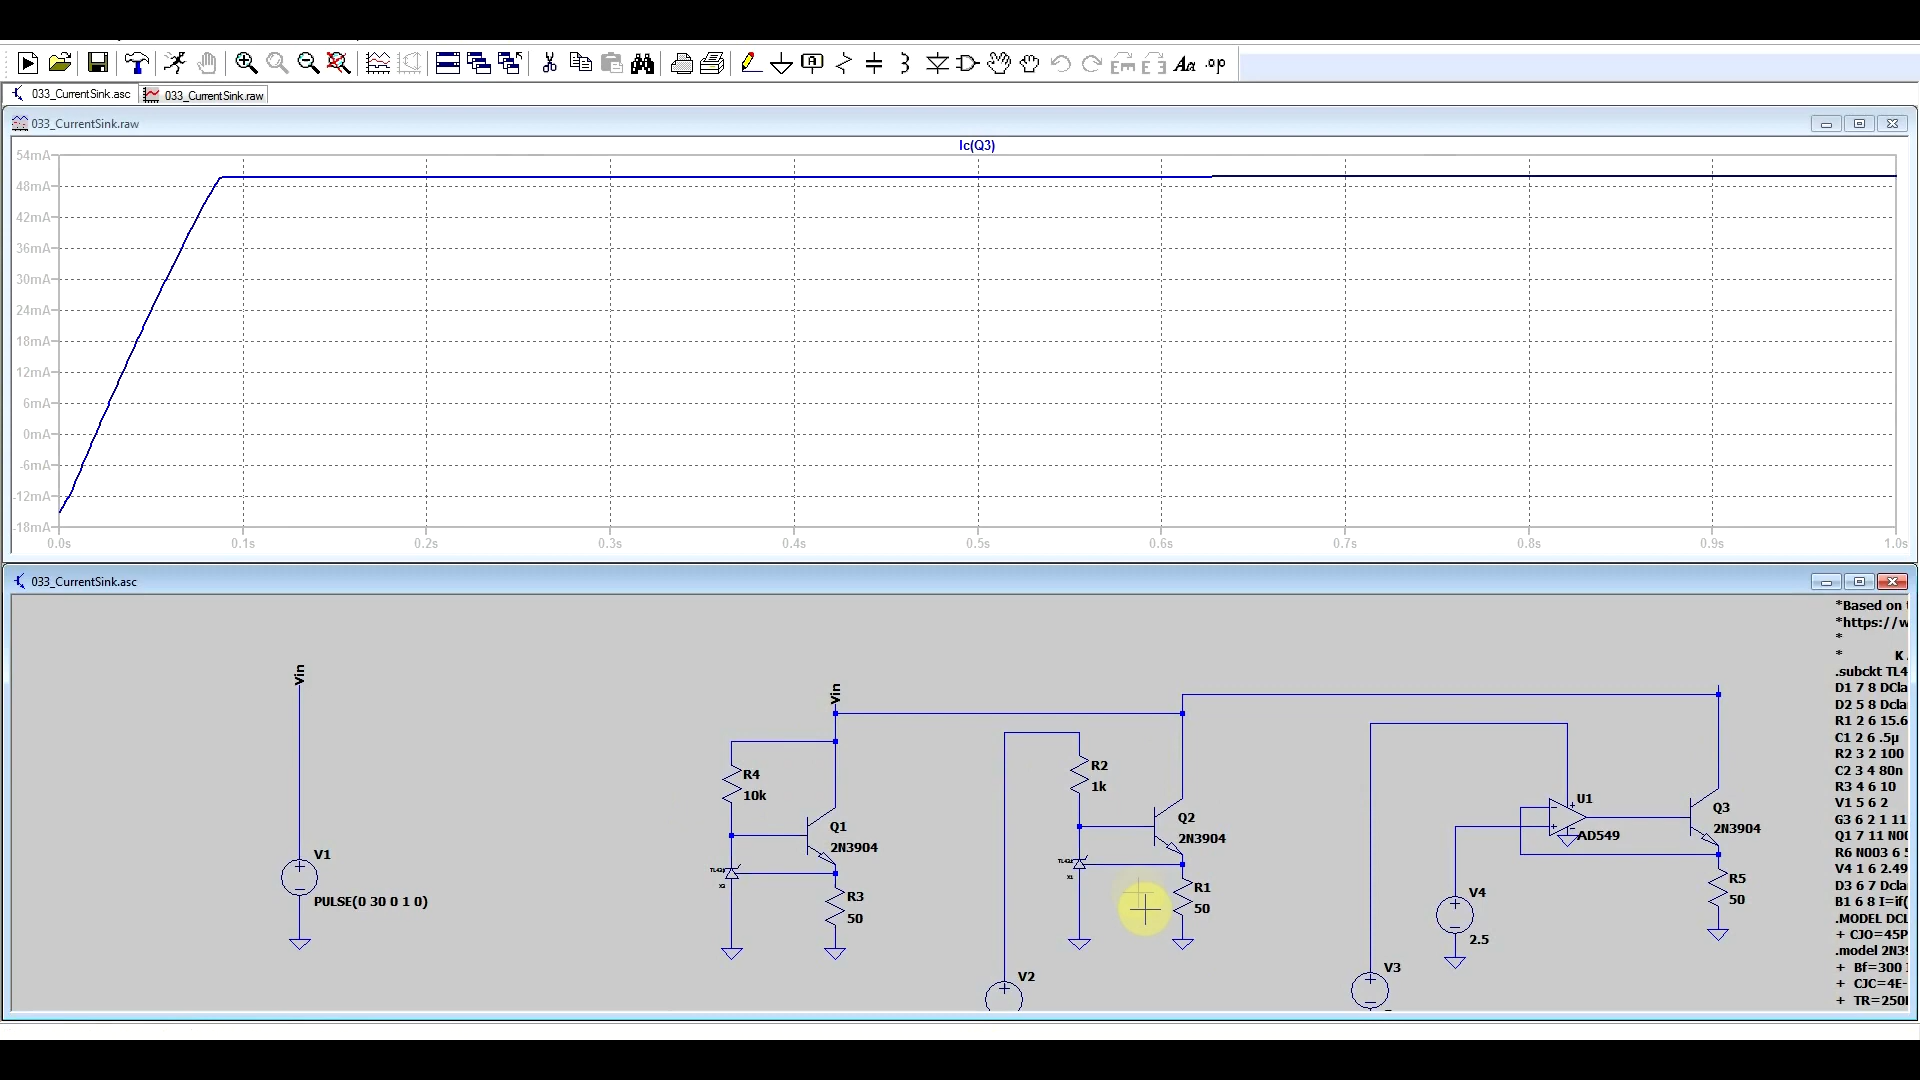 033_CurrentSink.asc
033_CurrentSink.raw
033_CurrentSink.raw
Ic(Q3)
54mA
48mA
42mA
36mA
30mA
24mA
18mA
12mA
6mA
0mA
-6mA
-12mA
-18mA
0.0s
0.1s
0.2s
0.3s
0.4s
0.5s
0.6s
0.7s
0.8s
0.9s
1.0s
033_CurrentSink.asc
Vin
V1
PULSE(0 30 0 1 0)
Vin
R4
10k
Q1
2N3904
X2
R3
50
R2
1k
Q2
2N3904
X1
R1
50
V2
U1
AD549
Q3
2N3904
R5
50
V4
2.5
V3
*Based on
*https://w
*
* K
.subckt TL4
D1 7 8 DCla
D2 5 8 Dcla
R1 2 6 15.6
C1 2 6 .5µ
R2 3 2 100
C2 3 4 80n
R3 4 6 10
V1 5 6 2
G3 6 2 1 11
Q1 7 11 N00
R6 N003 6 5
V4 1 6 2.49
D3 6 7 Dcla
B1 6 8 I=if(
.MODEL DCL
+ CJO=45P
.model 2N39
+ Bf=300
+ CJC=4E-
+ TR=250